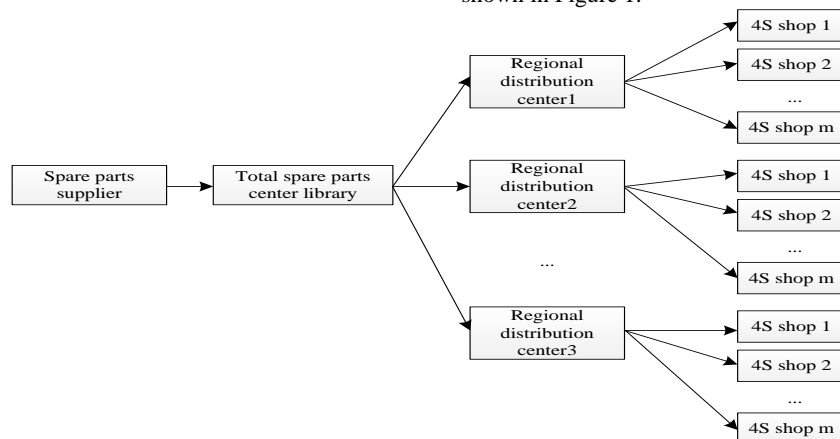 shown in Figure 1.
Spare parts
supplier
Total spare parts
center library
Regional
distribution
center1
4S shop 1
4S shop 2
...
4S shop m
Regional
distribution
center2
4S shop 1
4S shop 2
...
4S shop m
...
Regional
distribution
center3
4S shop 1
4S shop 2
...
4S shop m